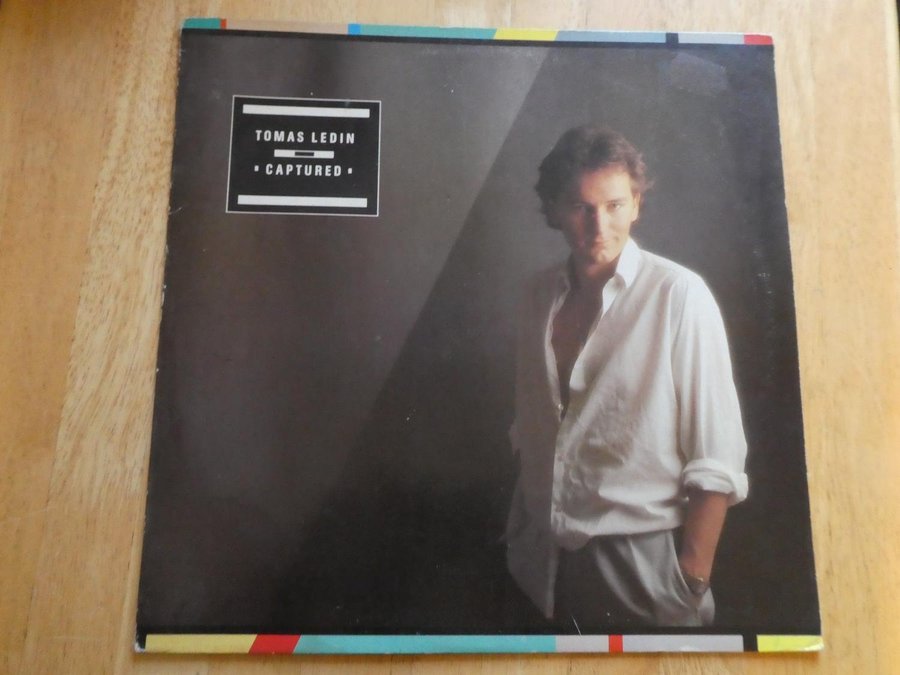 TOMAS LEDIN
▪ CAPTURED ▪